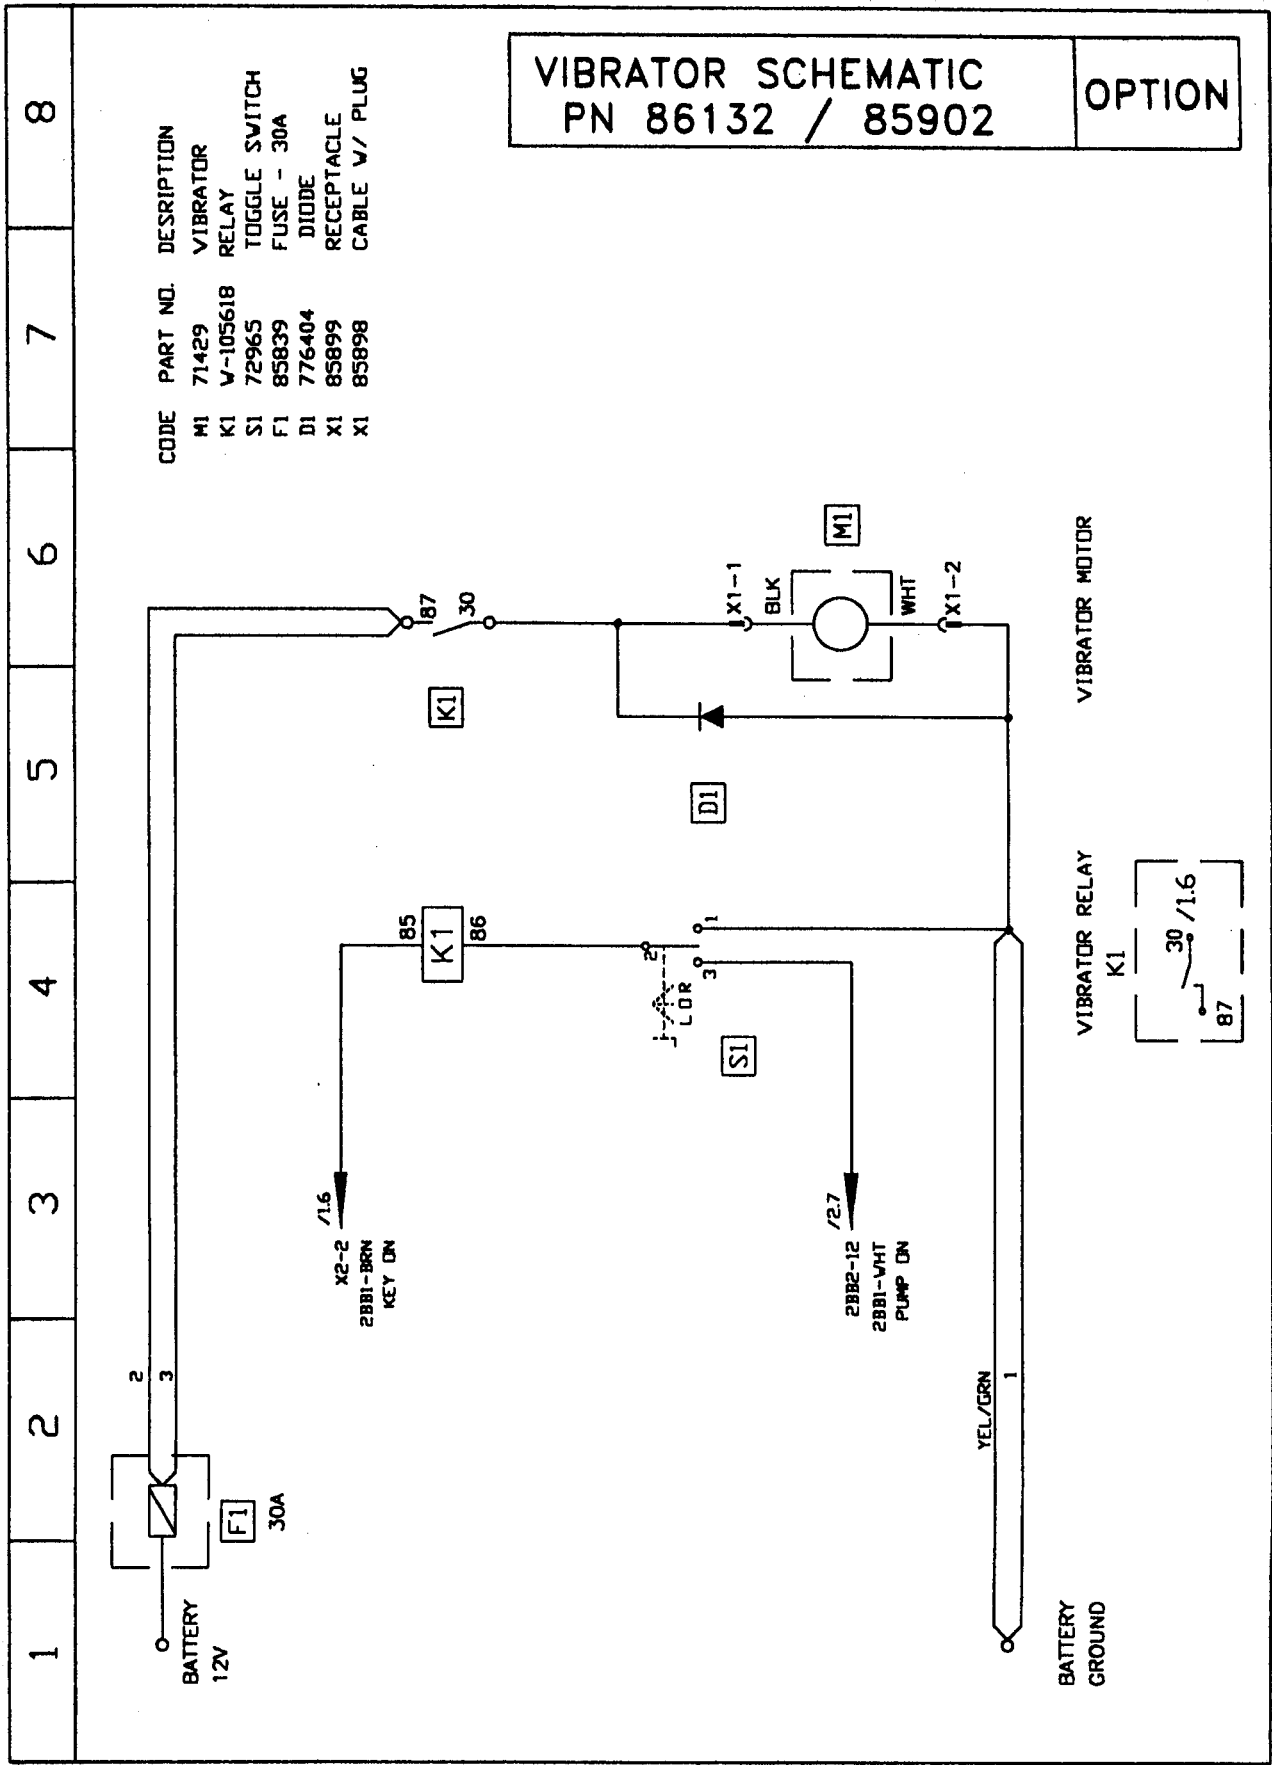 VIBRATOR SCHEMATIC
PN 86132 / 85902
OPTION
1 2 3 4 5 6 7 8
CODE PART NO. DESRIPTION
M1 71429 VIBRATOR
K1 W-105618 RELAY
S1 72965 TOGGLE SWITCH
F1 85839 FUSE - 30A
D1 776404 DIODE
X1 85899 RECEPTACLE
X1 85898 CABLE W/ PLUG
BATTERY
12V
F1
30A
2
3
87
30
K1
X1-1
BLK
M1
WHT
X1-2
D1
85
K1
86
2
1
3
L O R
S1
/1.6
X2-2
2BB1-BRN
KEY ON
/2.7
2BB2-12
2BB1-WHT
PUMP ON
YEL/GRN
1
BATTERY
GROUND
VIBRATOR RELAY
K1
30 /1.6
87
VIBRATOR MOTOR